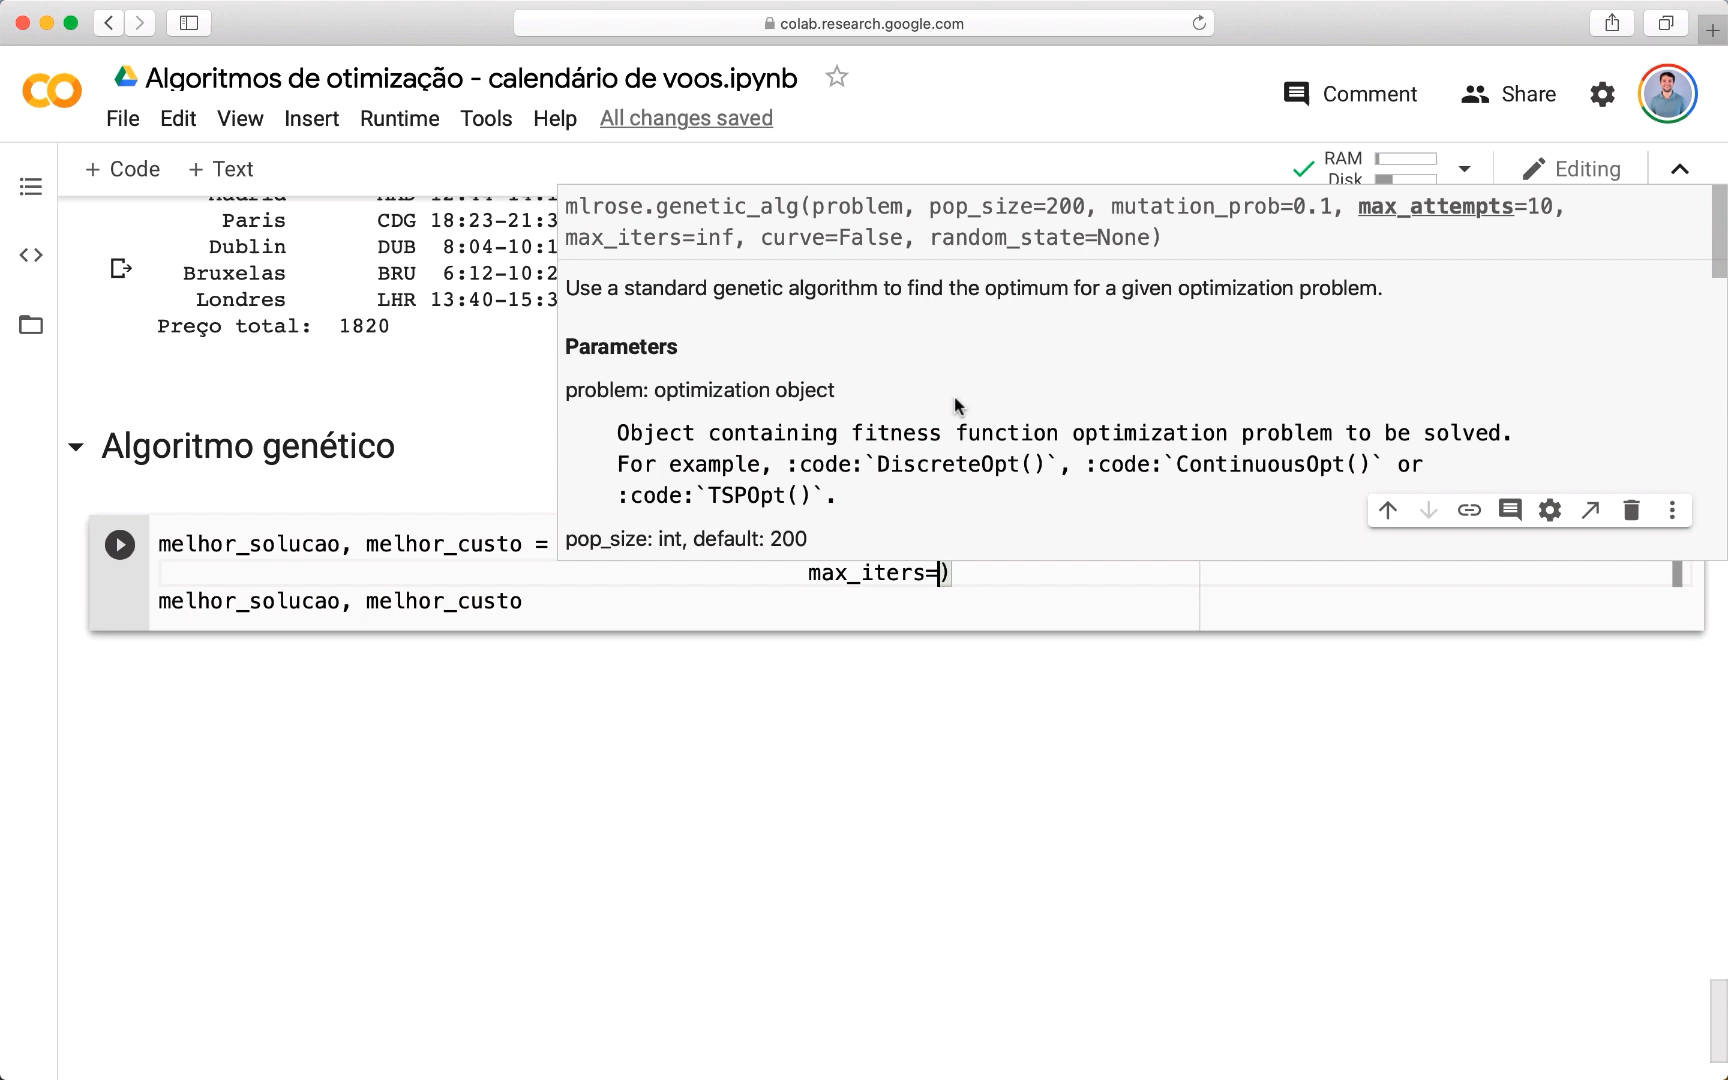 colab.research.google.com
Algoritmos de otimização - calendário de voos.ipynb
Comment
Share
File Edit View Insert Runtime Tools Help All changes saved
+ Code + Text
RAM
Disk
Editing
Paris CDG 18:23-21:3
Dublin DUB 8:04-10:1
Bruxelas BRU 6:12-10:2
Londres LHR 13:40-15:3
Preço total: 1820
mlrose.genetic_alg(problem, pop_size=200, mutation_prob=0.1, max_attempts=10,
max_iters=inf, curve=False, random_state=None)
Use a standard genetic algorithm to find the optimum for a given optimization problem.
Parameters
problem: optimization object
Object containing fitness function optimization problem to be solved.
For example, :code:`DiscreteOpt()`, :code:`ContinuousOpt()` or
:code:`TSPOpt()`.
pop_size: int, default: 200
Algoritmo genético
melhor_solucao, melhor_custo =
max_iters=)
melhor_solucao, melhor_custo